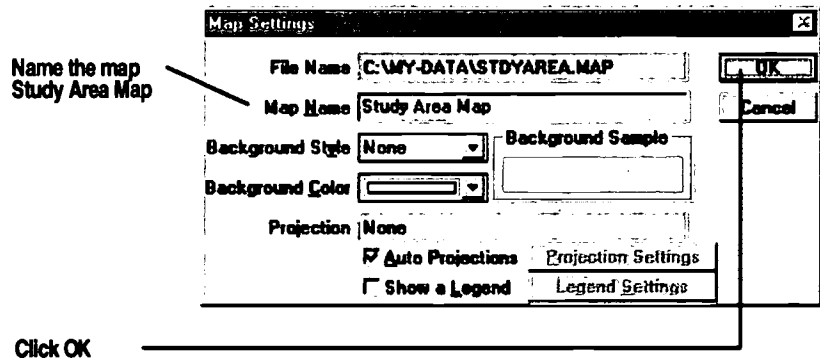 Map Settings
Name the map
Study Area Map
File Name C:\MY-DATA\STDYAREA.MAP OK
Map Name Study Area Map Cancel
Background Style None Background Sample
Background Color
Projection None
Auto Projections Projection Settings
Show a Legend Legend Settings
Click OK